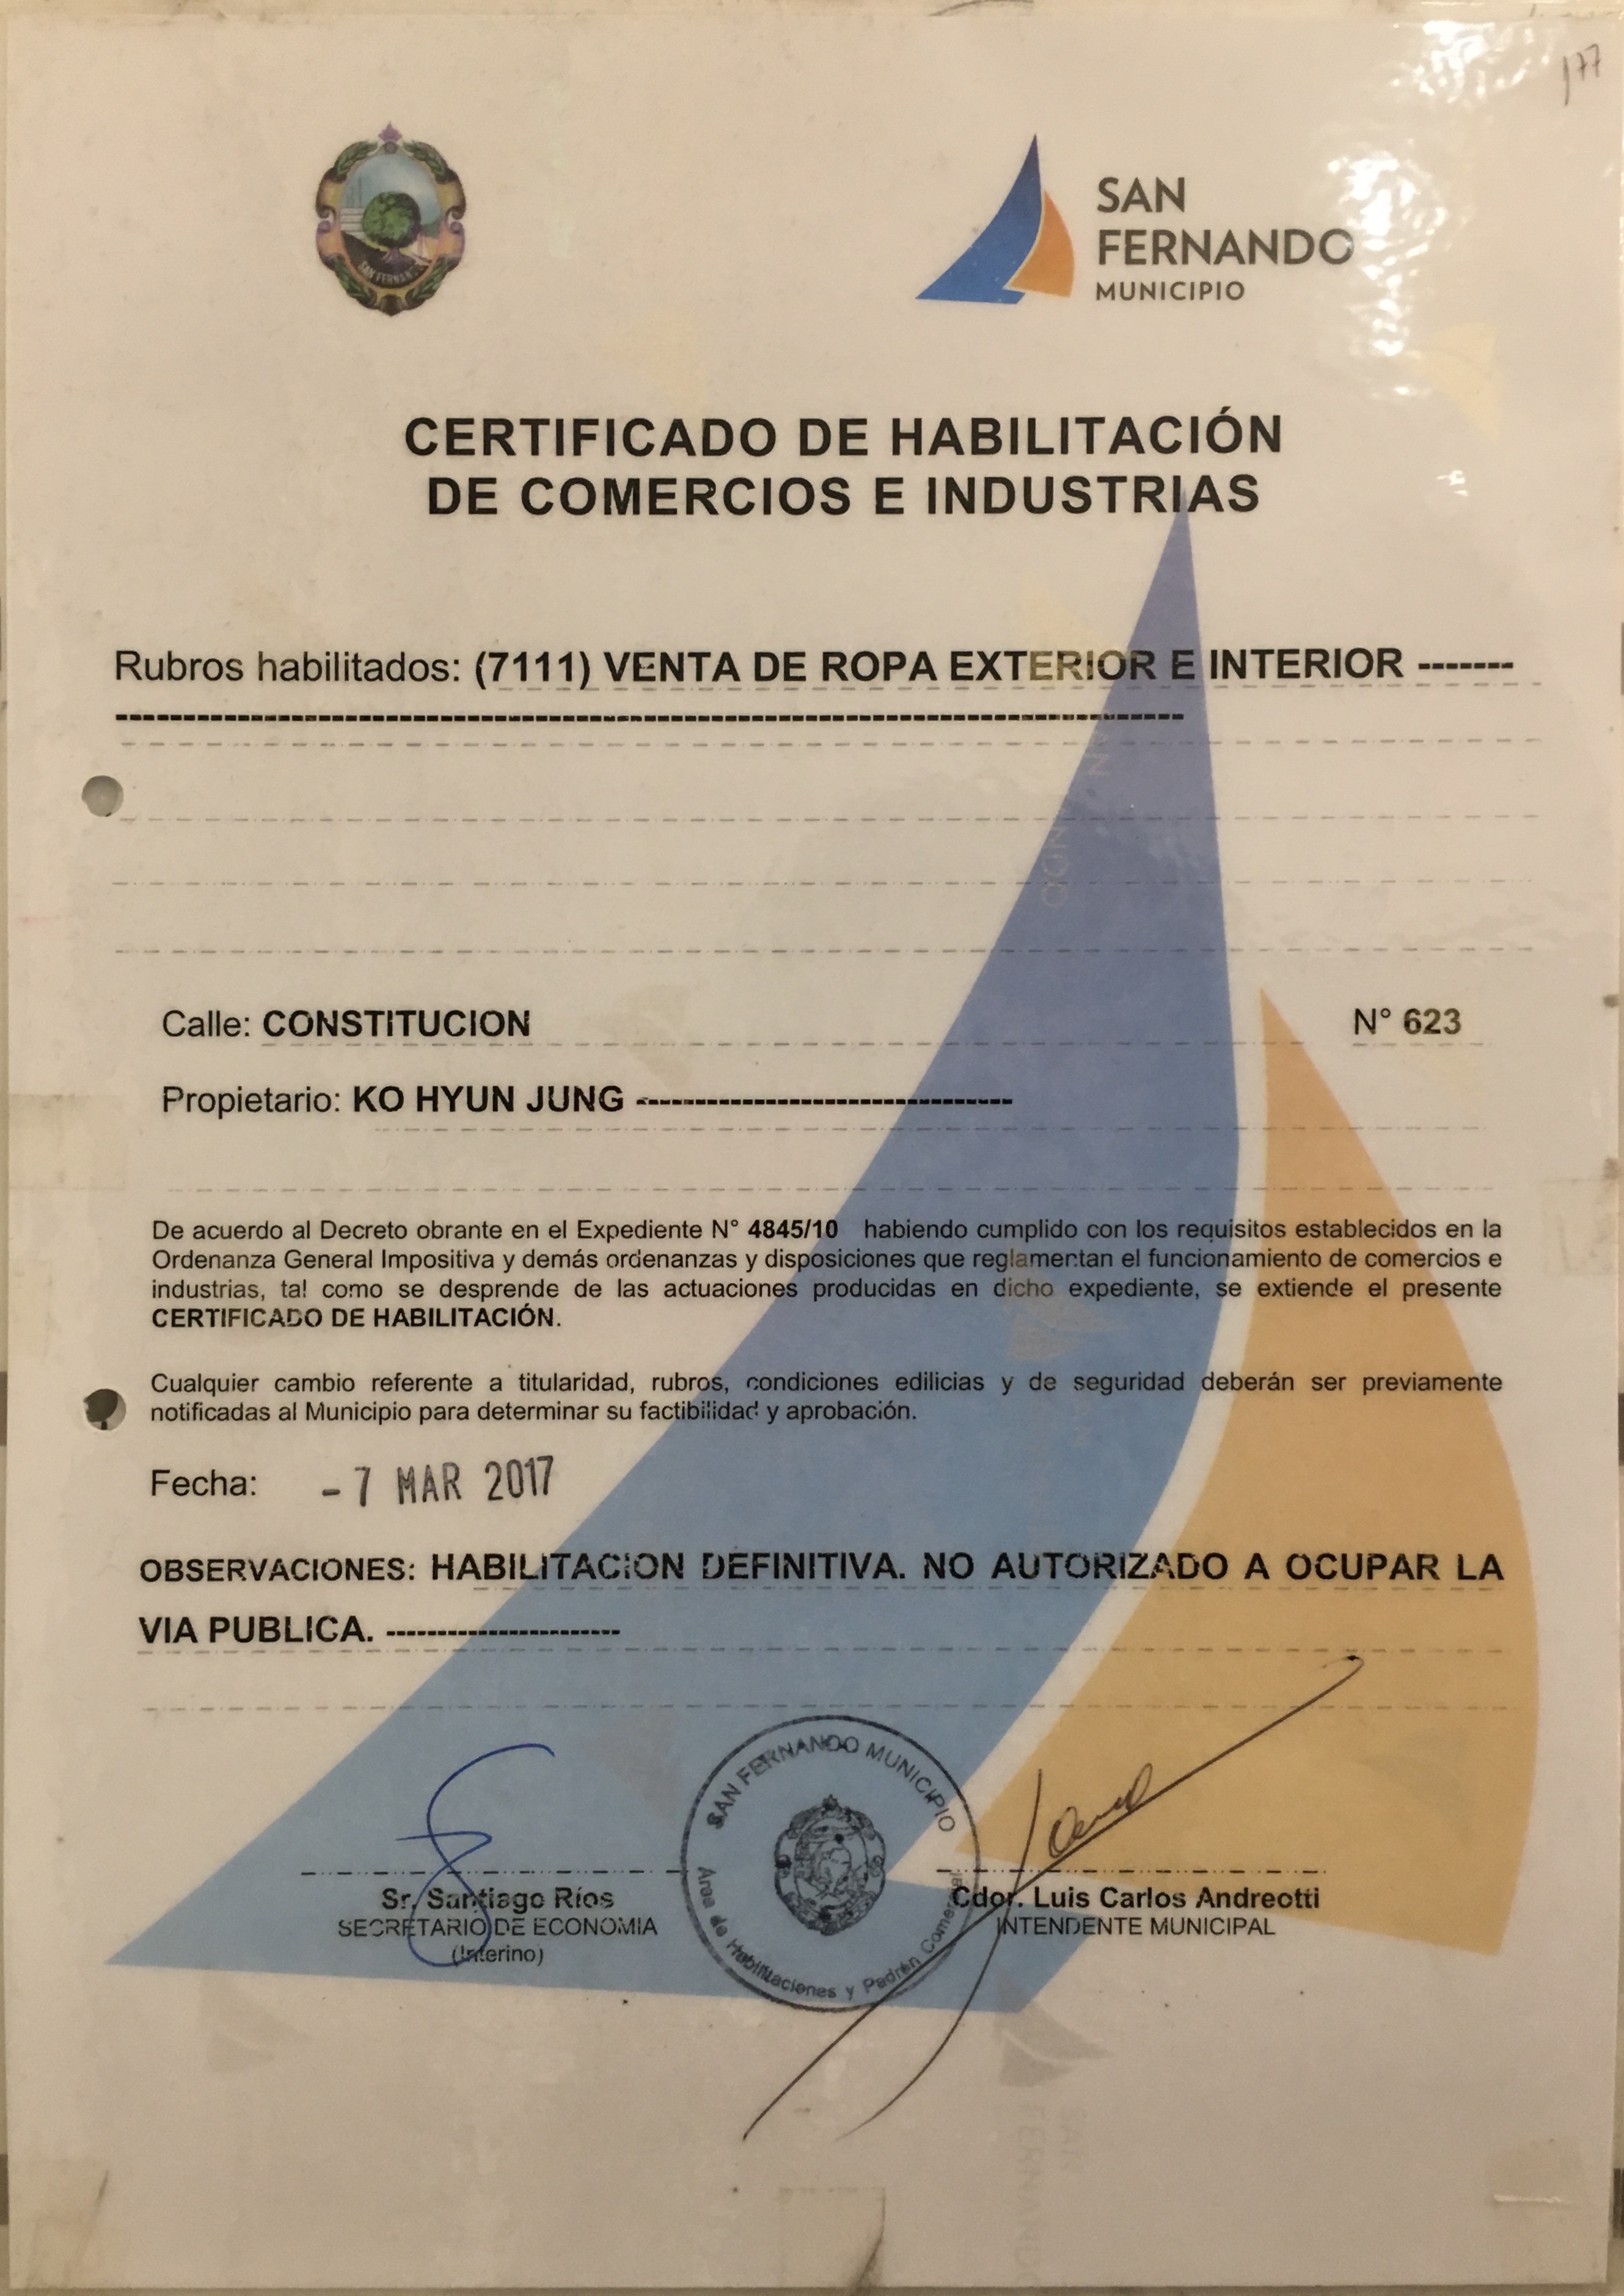 177
SAN FERNANDO
SAN
FERNANDO
MUNICIPIO
CERTIFICADO DE HABILITACIÓN
DE COMERCIOS E INDUSTRIAS
Rubros habilitados: (7111) VENTA DE ROPA EXTERIOR E INTERIOR -------
--------------------------------------------------------------------------------
Calle: CONSTITUCION N° 623
Propietario: KO HYUN JUNG --------------------------------
De acuerdo al Decreto obrante en el Expediente N° 4845/10 habiendo cumplido con los requisitos establecidos en la
Ordenanza General Impositiva y demás ordenanzas y disposiciones que reglamentan el funcionamiento de comercios e
industrias, tal como se desprende de las actuaciones producidas en dicho expediente, se extiende el presente
CERTIFICADO DE HABILITACIÓN.
Cualquier cambio referente a titularidad, rubros, condiciones edilicias y de seguridad deberán ser previamente
notificadas al Municipio para determinar su factibilidad y aprobación.
Fecha: - 7 MAR 2017
OBSERVACIONES: HABILITACION DEFINITIVA. NO AUTORIZADO A OCUPAR LA
VIA PUBLICA. -----------------------
SAN FERNANDO MUNICIPIO
Area de Habilitaciones y Padrón Comercial
Sr. Santiago Ríos
SECRETARIO DE ECONOMIA
(Interino)
Cdor. Luis Carlos Andreotti
INTENDENTE MUNICIPAL